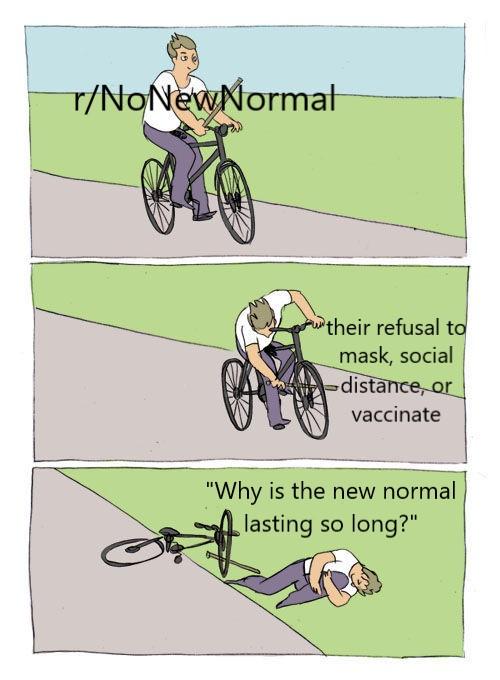 r/NoNewNormal
their refusal to
mask, social
distance, or
vaccinate
"Why is the new normal
lasting so long?"